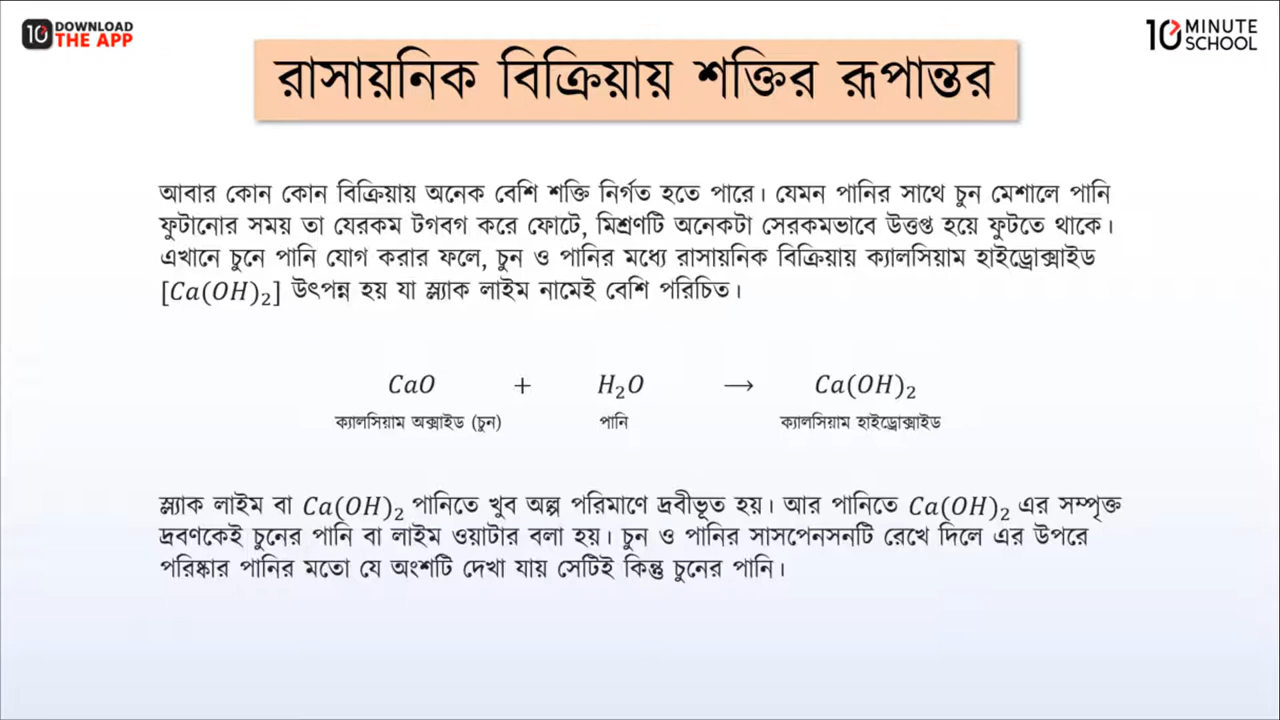 10 DOWNLOAD
THE APP
10 MINUTE
SCHOOL
রাসায়নিক বিক্রিয়ায় শক্তির রূপান্তর
আবার কোন কোন বিক্রিয়ায় অনেক বেশি শক্তি নির্গত হতে পারে। যেমন পানির সাথে চুন মেশালে পানি
ফুটানোর সময় তা যেরকম টগবগ করে ফোটে, মিশ্রণটি অনেকটা সেরকমভাবে উত্তপ্ত হয়ে ফুটতে থাকে।
এখানে চুনে পানি যোগ করার ফলে, চুন ও পানির মধ্যে রাসায়নিক বিক্রিয়ায় ক্যালসিয়াম হাইড্রোক্সাইড
[Ca(OH)₂] উৎপন্ন হয় যা স্ল্যাক লাইম নামেই বেশি পরিচিত।
CaO + H₂O → Ca(OH)₂
ক্যালসিয়াম অক্সাইড (চুন) পানি ক্যালসিয়াম হাইড্রোক্সাইড
স্ল্যাক লাইম বা Ca(OH)₂ পানিতে খুব অল্প পরিমাণে দ্রবীভূত হয়। আর পানিতে Ca(OH)₂ এর সম্পৃক্ত
দ্রবণকেই চুনের পানি বা লাইম ওয়াটার বলা হয়। চুন ও পানির সাসপেনসনটি রেখে দিলে এর উপরে
পরিষ্কার পানির মতো যে অংশটি দেখা যায় সেটিই কিন্তু চুনের পানি।